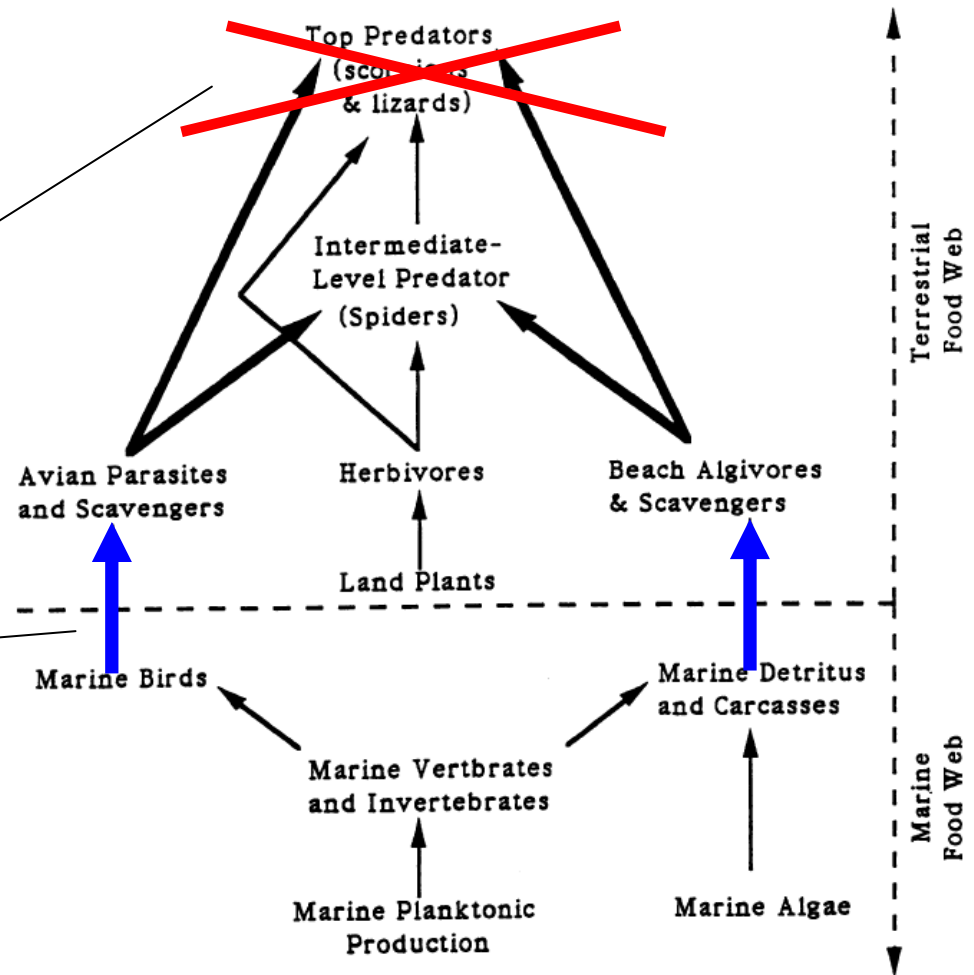 Top Predators
(scorpions
& lizards)
Intermediate-
Level Predator
(Spiders)
Avian Parasites
and Scavengers
Herbivores
Beach Algivores
& Scavengers
Land Plants
Marine Birds
Marine Detritus
and Carcasses
Marine Vertbrates
and Invertebrates
Marine Planktonic
Production
Marine Algae
Terrestrial
Food Web
Marine
Food Web